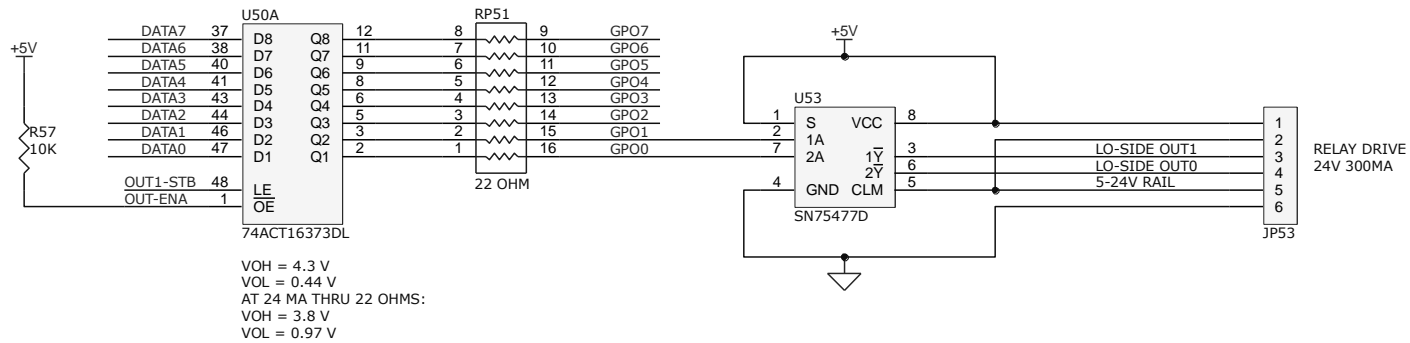 U50A
RP51
+5V
DATA7 37 D8 Q8 12 8 9 GPO7
DATA6 38 D7 Q7 11 7 10 GPO6
DATA5 40 D6 Q6 9 6 11 GPO5
DATA4 41 D5 Q5 8 5 12 GPO4
DATA3 43 D4 Q4 6 4 13 GPO3
DATA2 44 D3 Q3 5 3 14 GPO2
DATA1 46 D2 Q2 3 2 15 GPO1
DATA0 47 D1 Q1 2 1 16 GPO0
R57
10K
OUT1-STB 48 LE
OUT-ENA 1 OE
22 OHM
74ACT16373DL
VOH = 4.3 V
VOL = 0.44 V
AT 24 MA THRU 22 OHMS:
VOH = 3.8 V
VOL = 0.97 V
+5V
U53
1 S VCC 8
2 1A
7 2A 1Y 3
2Y 6
4 GND CLM 5
SN75477D
LO-SIDE OUT1
LO-SIDE OUT0
5-24V RAIL
1
2
3
4
5
6
JP53
RELAY DRIVE
24V 300MA